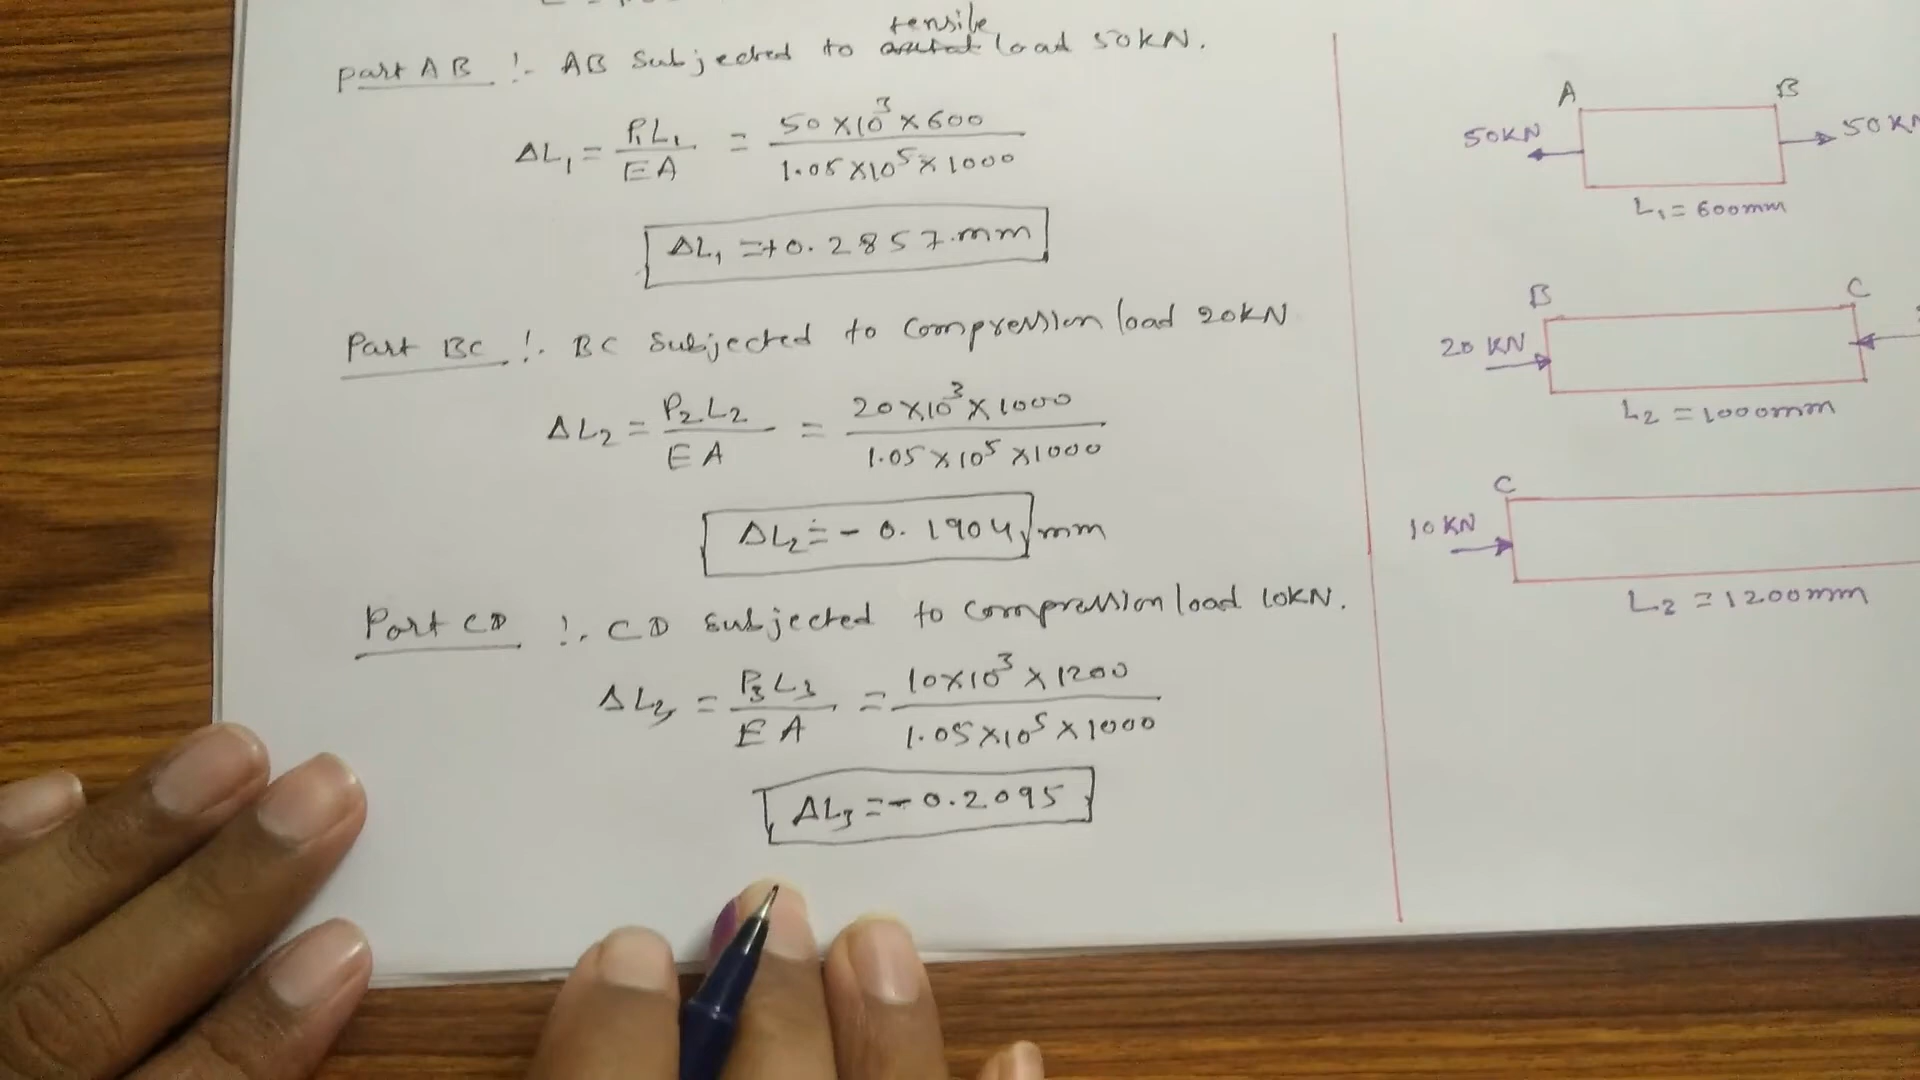 tensile
Part AB :- AB Subjected to load 50KN.
ΔL₁ = P₁L₁ / EA = 50×10³×600 / 1.05×10⁵×1000
ΔL₁ = +0.2857 mm
Part BC :- BC Subjected to Compression load 20KN
ΔL₂ = P₂L₂ / EA = 20×10³×1000 / 1.05×10⁵×1000
ΔL₂ = - 0.1904 mm
Part CD :- CD Subjected to Compression load 10KN.
ΔL₃ = P₃L₃ / EA = 10×10³×1200 / 1.05×10⁵×1000
ΔL₃ = -0.2095
A B
50KN 50KN
L₁ = 600mm
B C
20 KN
L₂ = 1000mm
C
10 KN
L₂ = 1200mm